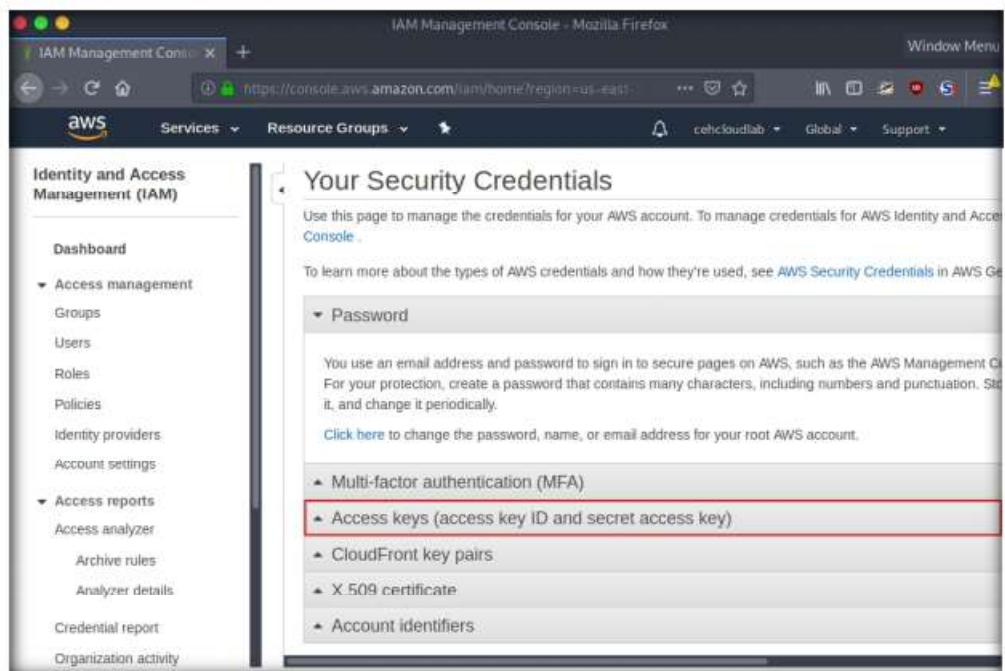 IAM Management Console - Mozilla Firefox
IAM Management Conso
Window Menu
https://console.aws.amazon.com/iam/home?region=us-east-
aws
Services
Resource Groups
cehcloudlab
Global
Support
Identity and Access
Management (IAM)
Dashboard
Access management
Groups
Users
Roles
Policies
Identity providers
Account settings
Access reports
Access analyzer
Archive rules
Analyzer details
Credential report
Organization activity
Your Security Credentials
Use this page to manage the credentials for your AWS account. To manage credentials for AWS Identity and Acce
Console .
To learn more about the types of AWS credentials and how they're used, see AWS Security Credentials in AWS Ge
Password
You use an email address and password to sign in to secure pages on AWS, such as the AWS Management
For your protection, create a password that contains many characters, including numbers and punctuation. Sto
it, and change it periodically.
Click here to change the password, name, or email address for your root AWS account.
Multi-factor authentication (MFA)
Access keys (access key ID and secret access key)
CloudFront key pairs
X.509 certificate
Account identifiers